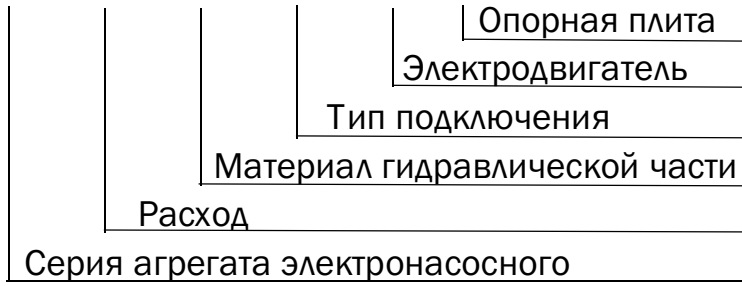 Опорная плита
Электродвигатель
Тип подключения
Материал гидравлической части
Расход
Серия агрегата электронасосного